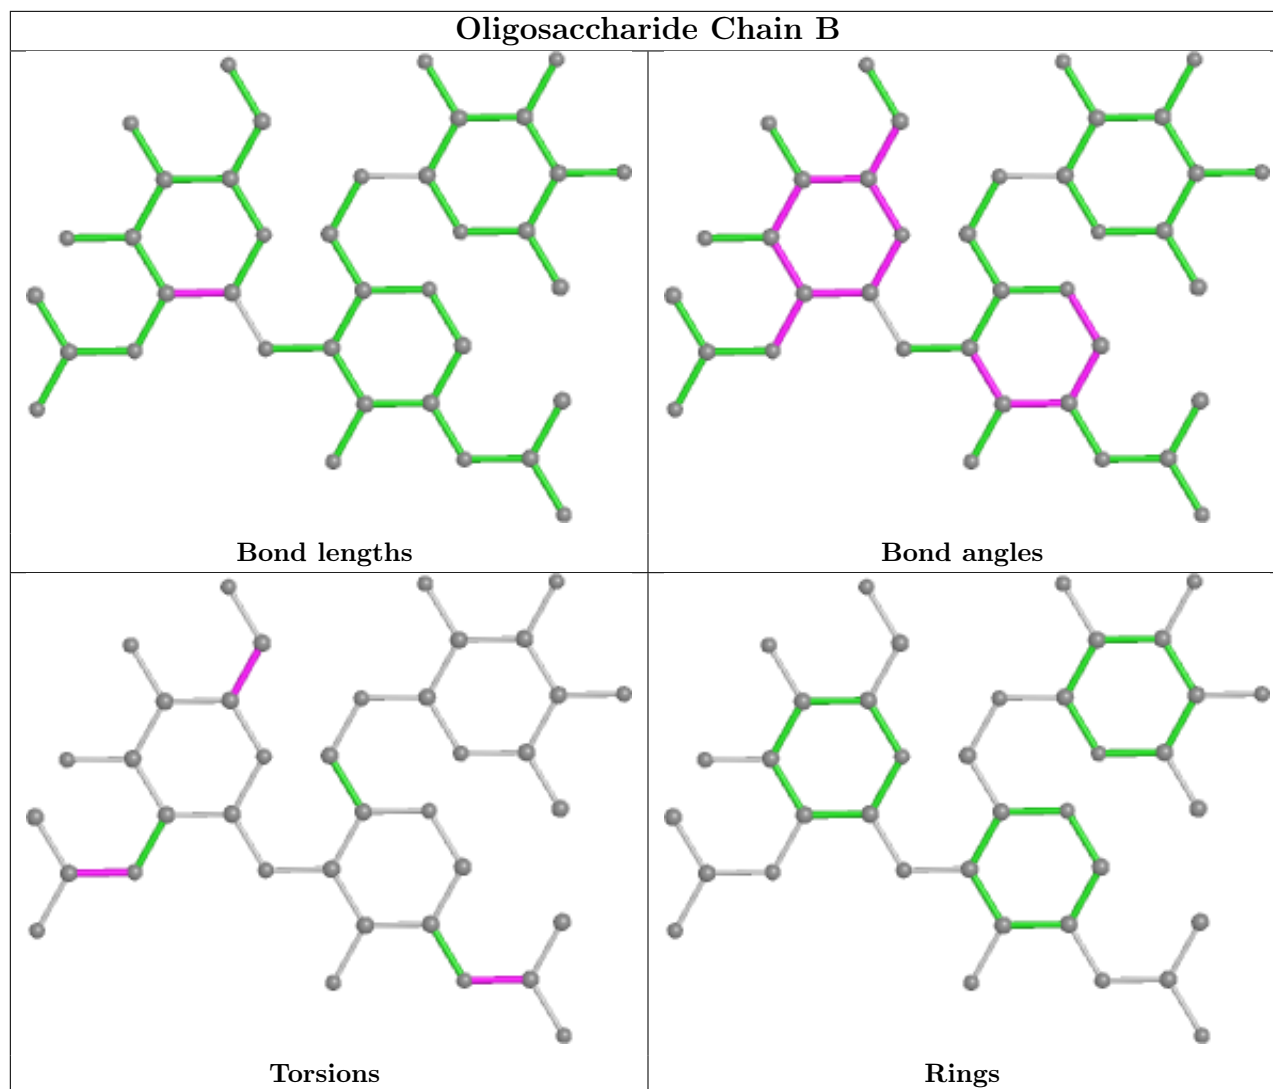 Oligosaccharide Chain B
Bond lengths
Bond angles
Torsions
Rings